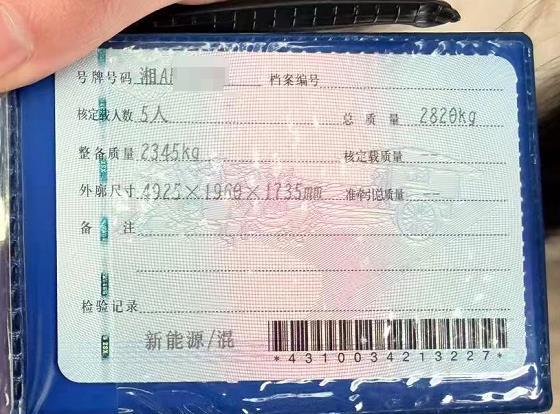 号牌号码 湘A 档案编号
核定载人数 5人 总质量 2820kg
整备质量 2345kg 核定载质量 --
外廓尺寸 4925×1900×1735mm 准牵引总质量 --
备注
检验记录
新能源/混
*4310034213227*